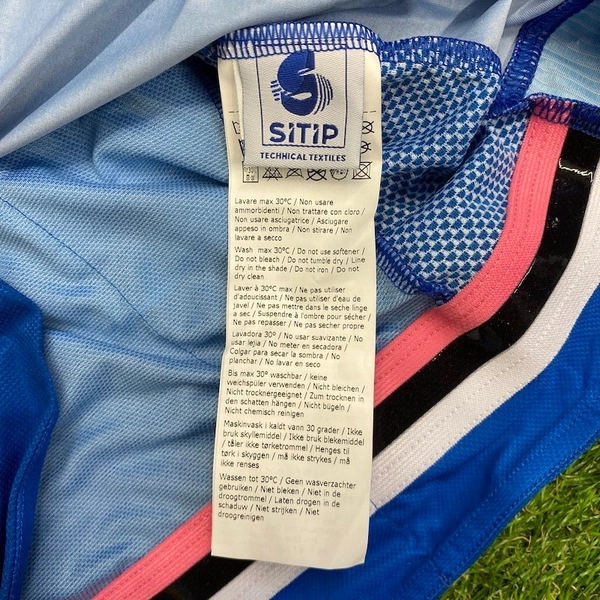 SITIP
TECHNICAL TEXTILES
Lavare max 30°C / Non usare
ammorbidenti / Non trattare con cloro /
Non usare asciugatrice / Asciugare
appeso in ombra / Non stirare / Non
lavare a secco
Wash max 30°C / Do not use softener /
Do not bleach / Do not tumble dry / Line
dry in the shade / Do not iron / Do not
dry clean
Laver à 30°C max / Ne pas utiliser
d'adoucissant / Ne pas utiliser d'eau de
javel / Ne pas mettre dans le seche linge
a sec / Suspendre à l'ombre pour sécher /
Ne pas repasser / Ne pas secher propre
Lavadora 30° / No usar suavizante / No
usar lejia / No meter en secadora /
Colgar para secar la sombra / No
planchar / No lavar en seco
Bis max 30° waschbar / keine
weichspüler verwenden / Nicht bleichen /
Nicht trocknergeeignet / Zum trocknen in
den schatten hängen / Nicht bügeln /
Nicht chemisch reinigen
Maskinvask i kaldt vann 30 grader / Ikke
bruk skyllemiddel / Ikke bruk blekemiddel
/ tåler ikke tørketrommel / Henges til
tørk i skyggen / må ikke strykes / må
ikke renses
Wassen tot 30°C / Geen wasverzachter
gebruiken / Niet bleken / Niet in de
droogtrommel / Laten drogen in de
schaduw / Niet strijken / Niet
droogreinigen